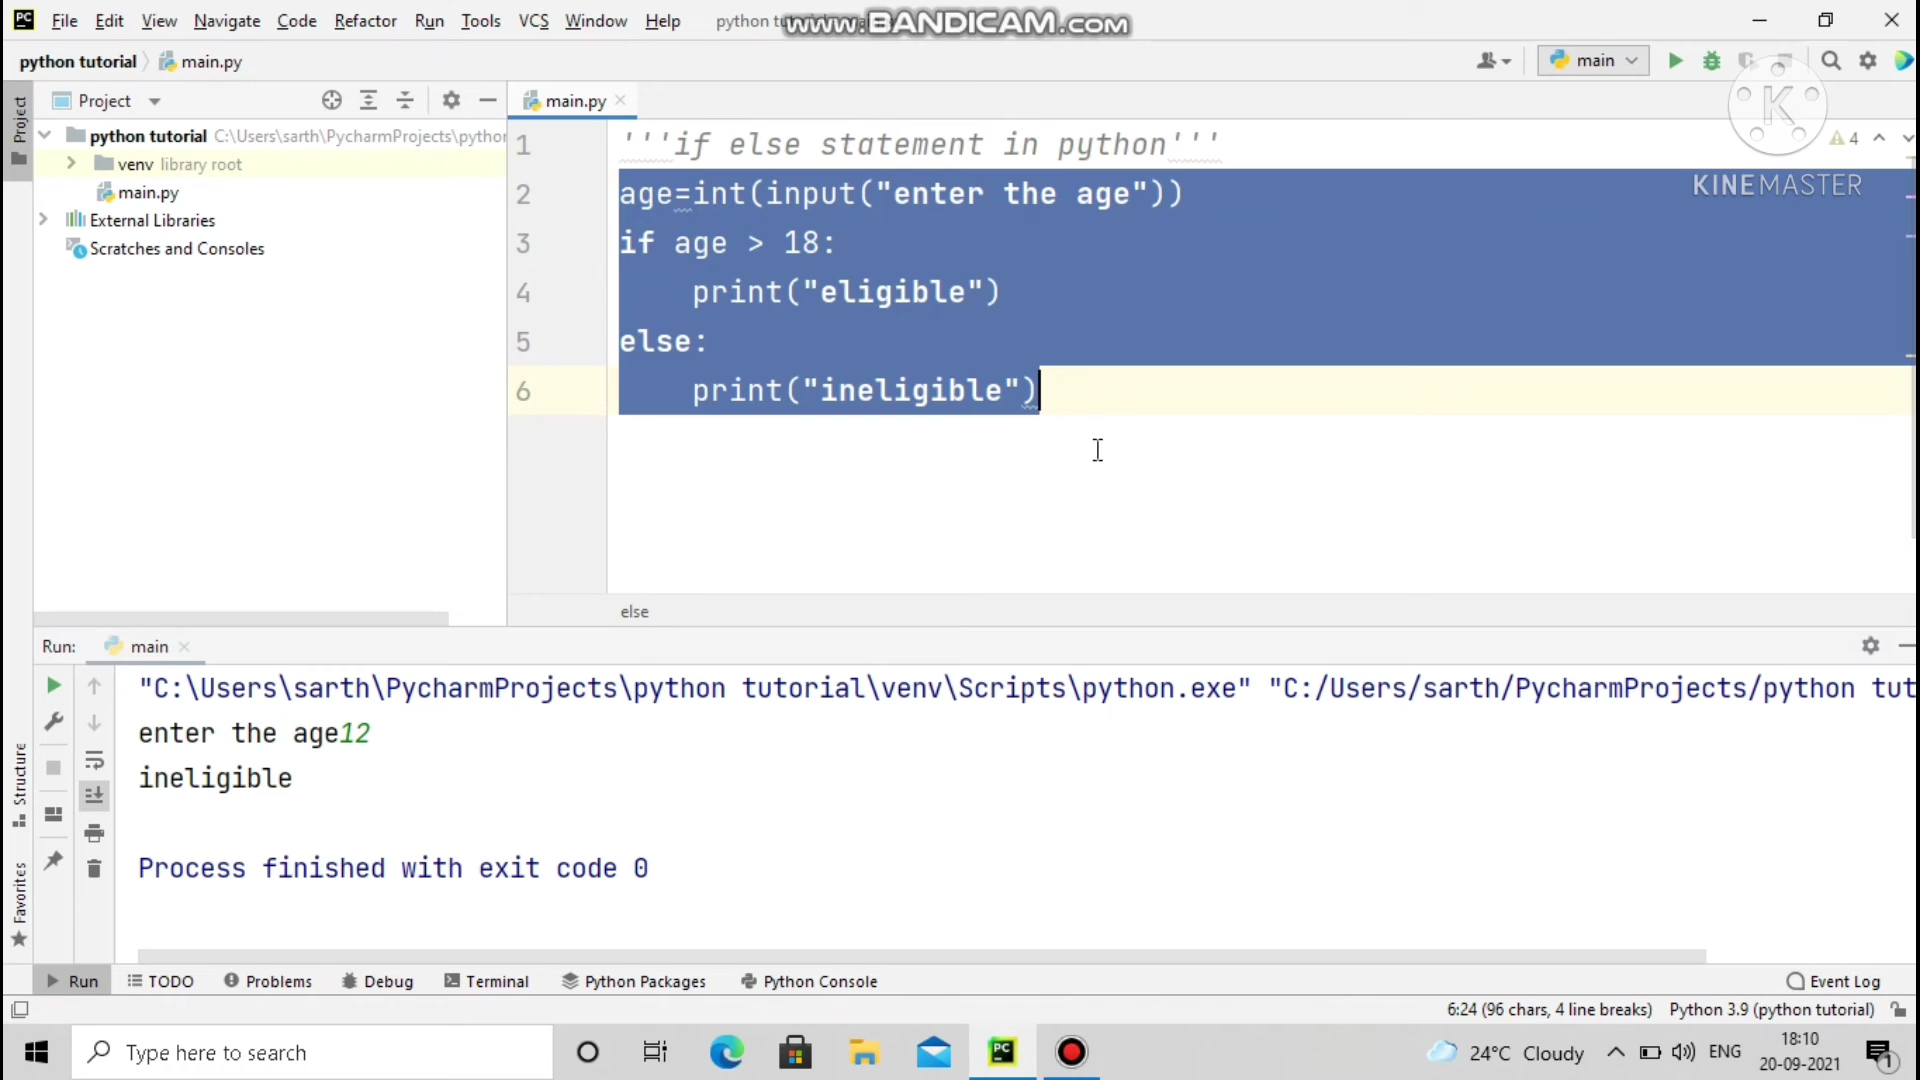 File Edit View Navigate Code Refactor Run Tools VCS Window Help
www.BANDICAM.com
python tutorial main.py
main
Project
main.py
python tutorial C:\Users\sarth\PycharmProjects\python
venv library root
main.py
External Libraries
Scratches and Consoles
Project
Structure
Favorites
K
KINEMASTER
4
1 '''if else statement in python'''
2 age=int(input("enter the age"))
3 if age > 18:
4 print("eligible")
5 else:
6 print("ineligible")
else
Run: main
"C:\Users\sarth\PycharmProjects\python tutorial\venv\Scripts\python.exe" "C:/Users/sarth/PycharmProjects/python tut
enter the age12
ineligible
Process finished with exit code 0
Run TODO Problems Debug Terminal Python Packages Python Console Event Log
6:24 (96 chars, 4 line breaks) Python 3.9 (python tutorial)
Type here to search
PC
24°C Cloudy ENG
18:10
20-09-2021
1